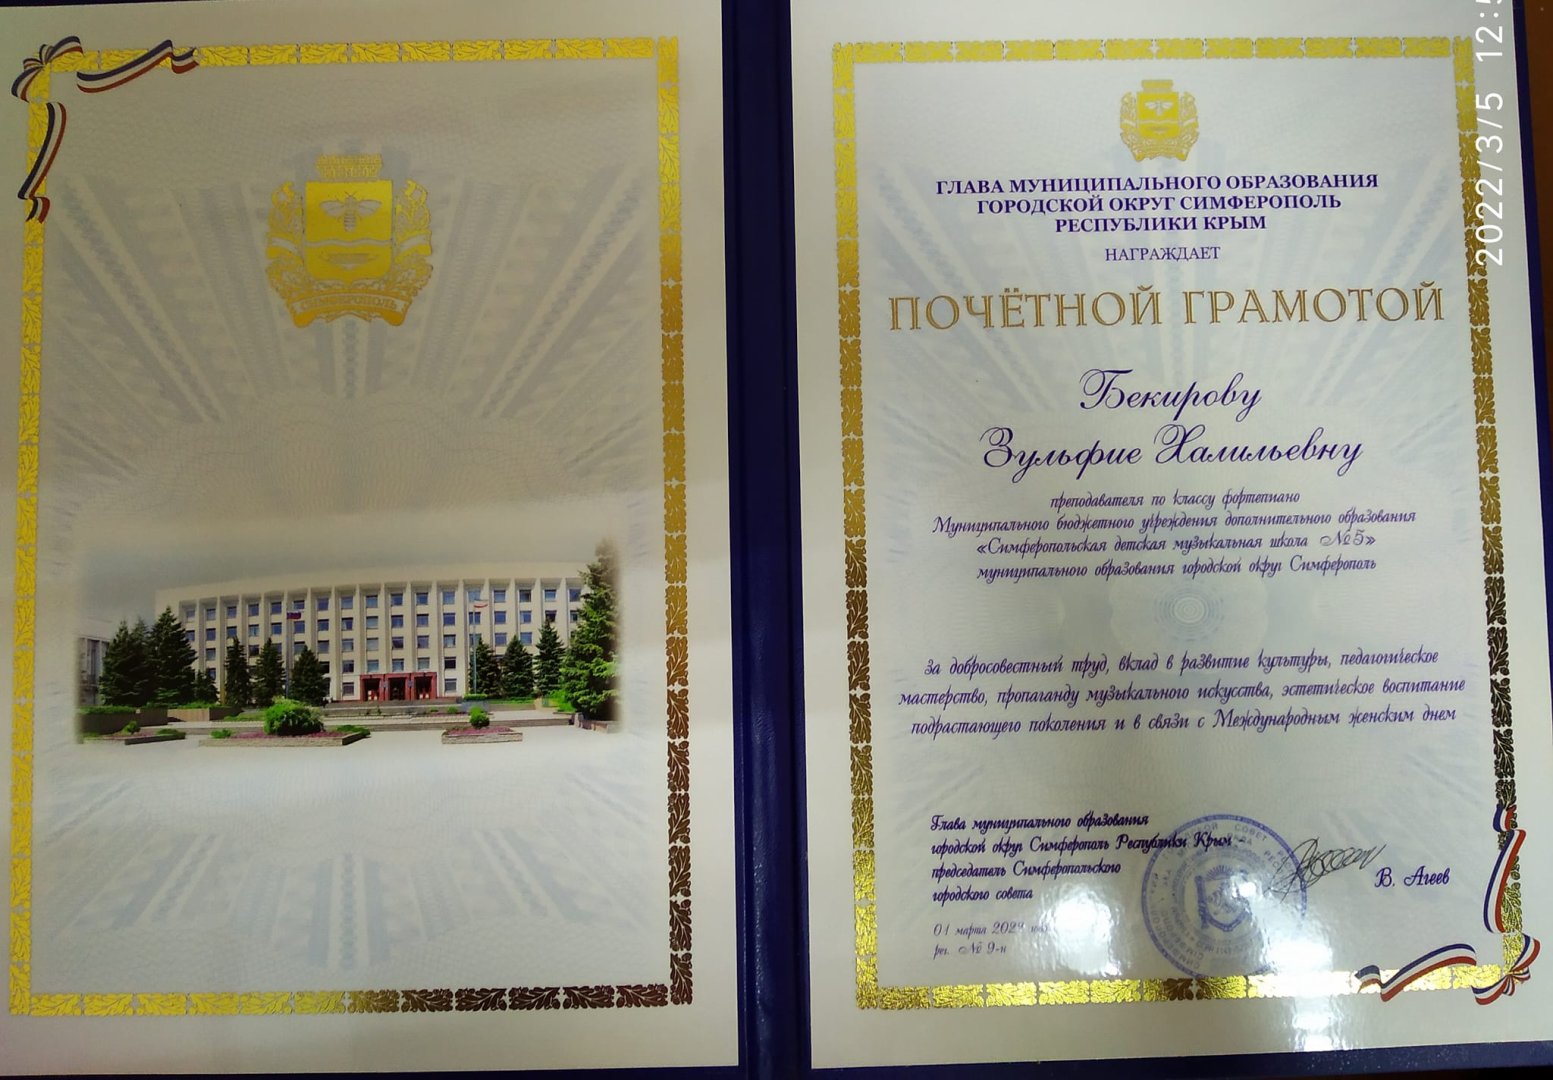 СИМФЕРОПОЛЬ
ГЛАВА МУНИЦИПАЛЬНОГО ОБРАЗОВАНИЯ
ГОРОДСКОЙ ОКРУГ СИМФЕРОПОЛЬ
РЕСПУБЛИКИ КРЫМ
НАГРАЖДАЕТ
ПОЧЁТНОЙ ГРАМОТОЙ
Бекирову
Зульфие Халильевну
преподавателя по классу фортепиано
Муниципального бюджетного учреждения дополнительного образования
«Симферопольская детская музыкальная школа №5»
муниципального образования городской округ Симферополь
за добросовестный труд, вклад в развитие культуры, педагогическое
мастерство, пропаганду музыкального искусства, эстетическое воспитание
подрастающего поколения и в связи с Международным женским днем
Глава муниципального образования
городской округ Симферополь Республики Крым -
председатель Симферопольского
городского совета
В. Агеев
01 марта
рег. № 9-н
2022/3/5 12:5